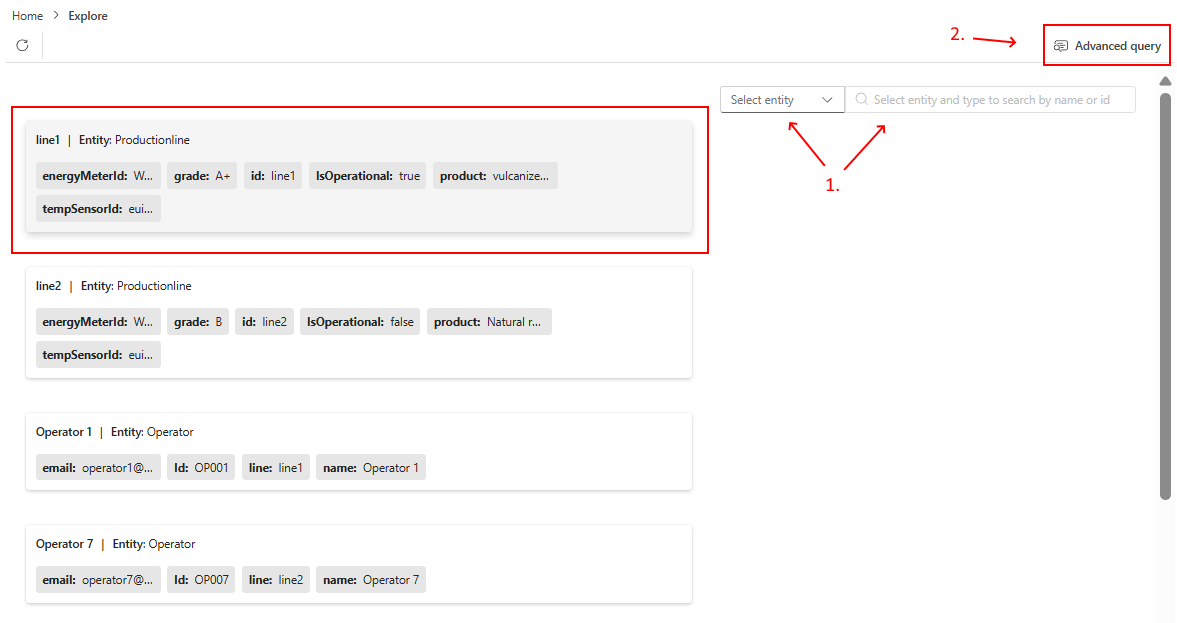 Home > Explore
2.
Advanced query
Select entity
Select entity and type to search by name or id
1.
line1 | Entity: Productionline
energyMeterId: W... grade: A+ id: line1 IsOperational: true product: vulcanize...
tempSensorId: eui...
line2 | Entity: Productionline
energyMeterId: W... grade: B id: line2 IsOperational: false product: Natural r...
tempSensorId: eui...
Operator 1 | Entity: Operator
email: operator1@... Id: OP001 line: line1 name: Operator 1
Operator 7 | Entity: Operator
email: operator7@... Id: OP007 line: line2 name: Operator 7